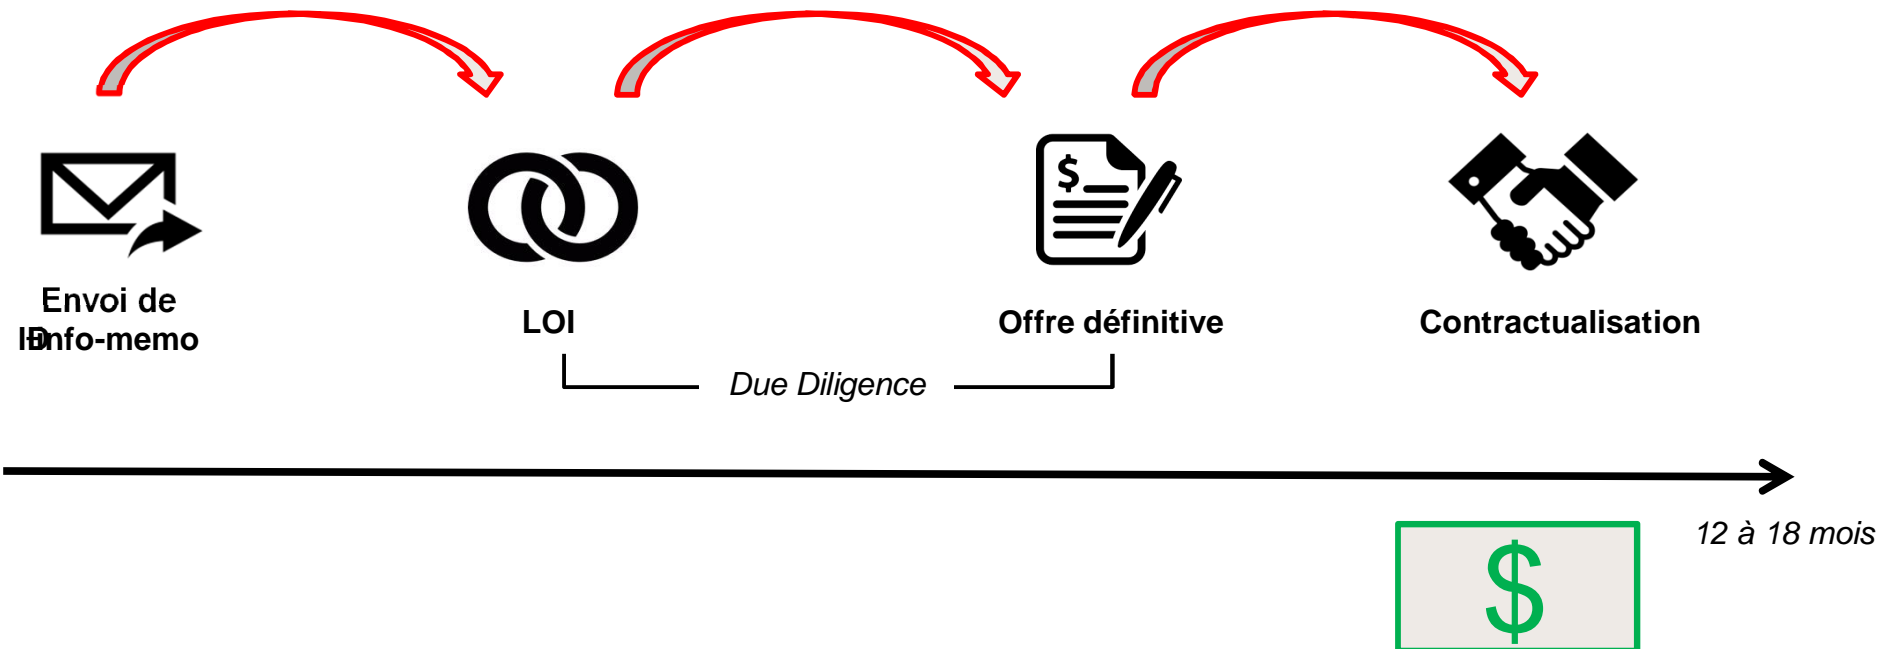 $
Envoi de
info-memo
LOI
Offre définitive
Contractualisation
Due Diligence
12 à 18 mois
$